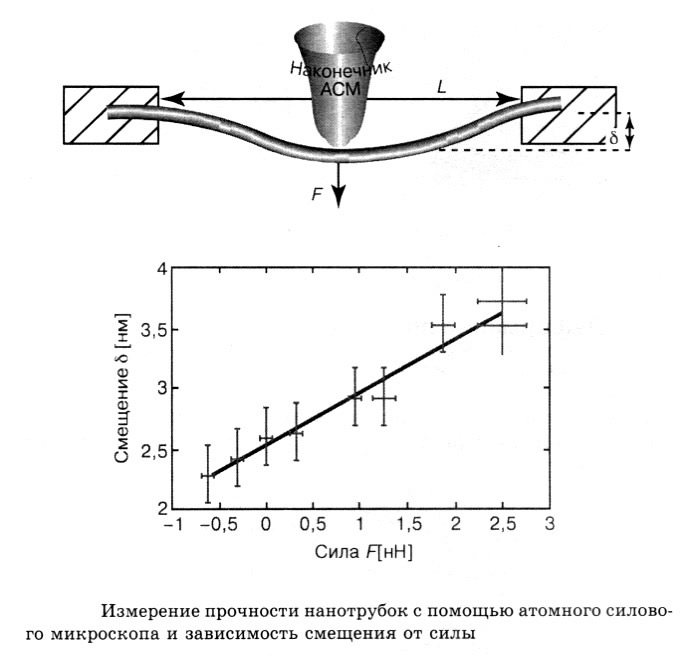 Наконечник
АСМ
L
δ
F
Смещение δ [нм]
4
3,5
3
2,5
2
−1 −0,5 0 0,5 1 1,5 2 2,5 3
Сила F[нН]
Измерение прочности нанотрубок с помощью атомного силово-
го микроскопа и зависимость смещения от силы